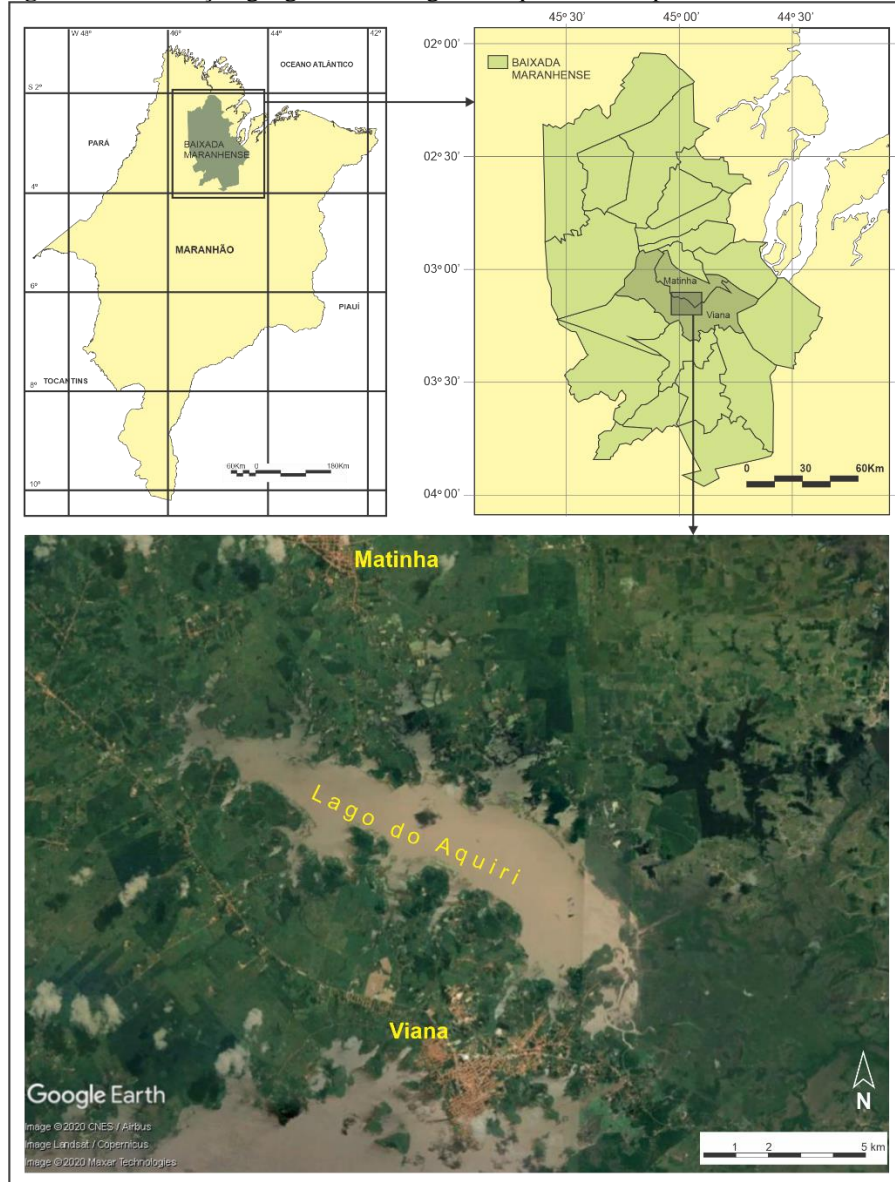 W 48°
46°
44°
42°
OCEANO ATLÂNTICO
S 2°
PARÁ
BAIXADA
MARANHENSE
4°
MARANHÃO
6°
PIAUÍ
TOCANTINS
8°
60Km 0 180Km
10°
45° 30'
45° 00'
44° 30'
02° 00'
BAIXADA
MARANHENSE
02° 30'
03° 00'
Matinha
Viana
03° 30'
0 30 60Km
04° 00'
Matinha
Lago do Aquiri
Viana
Google Earth
N
Image © 2020 CNES / Airbus
Image Landsat / Copernicus
Image © 2020 Maxar Technologies
1 2 5 km